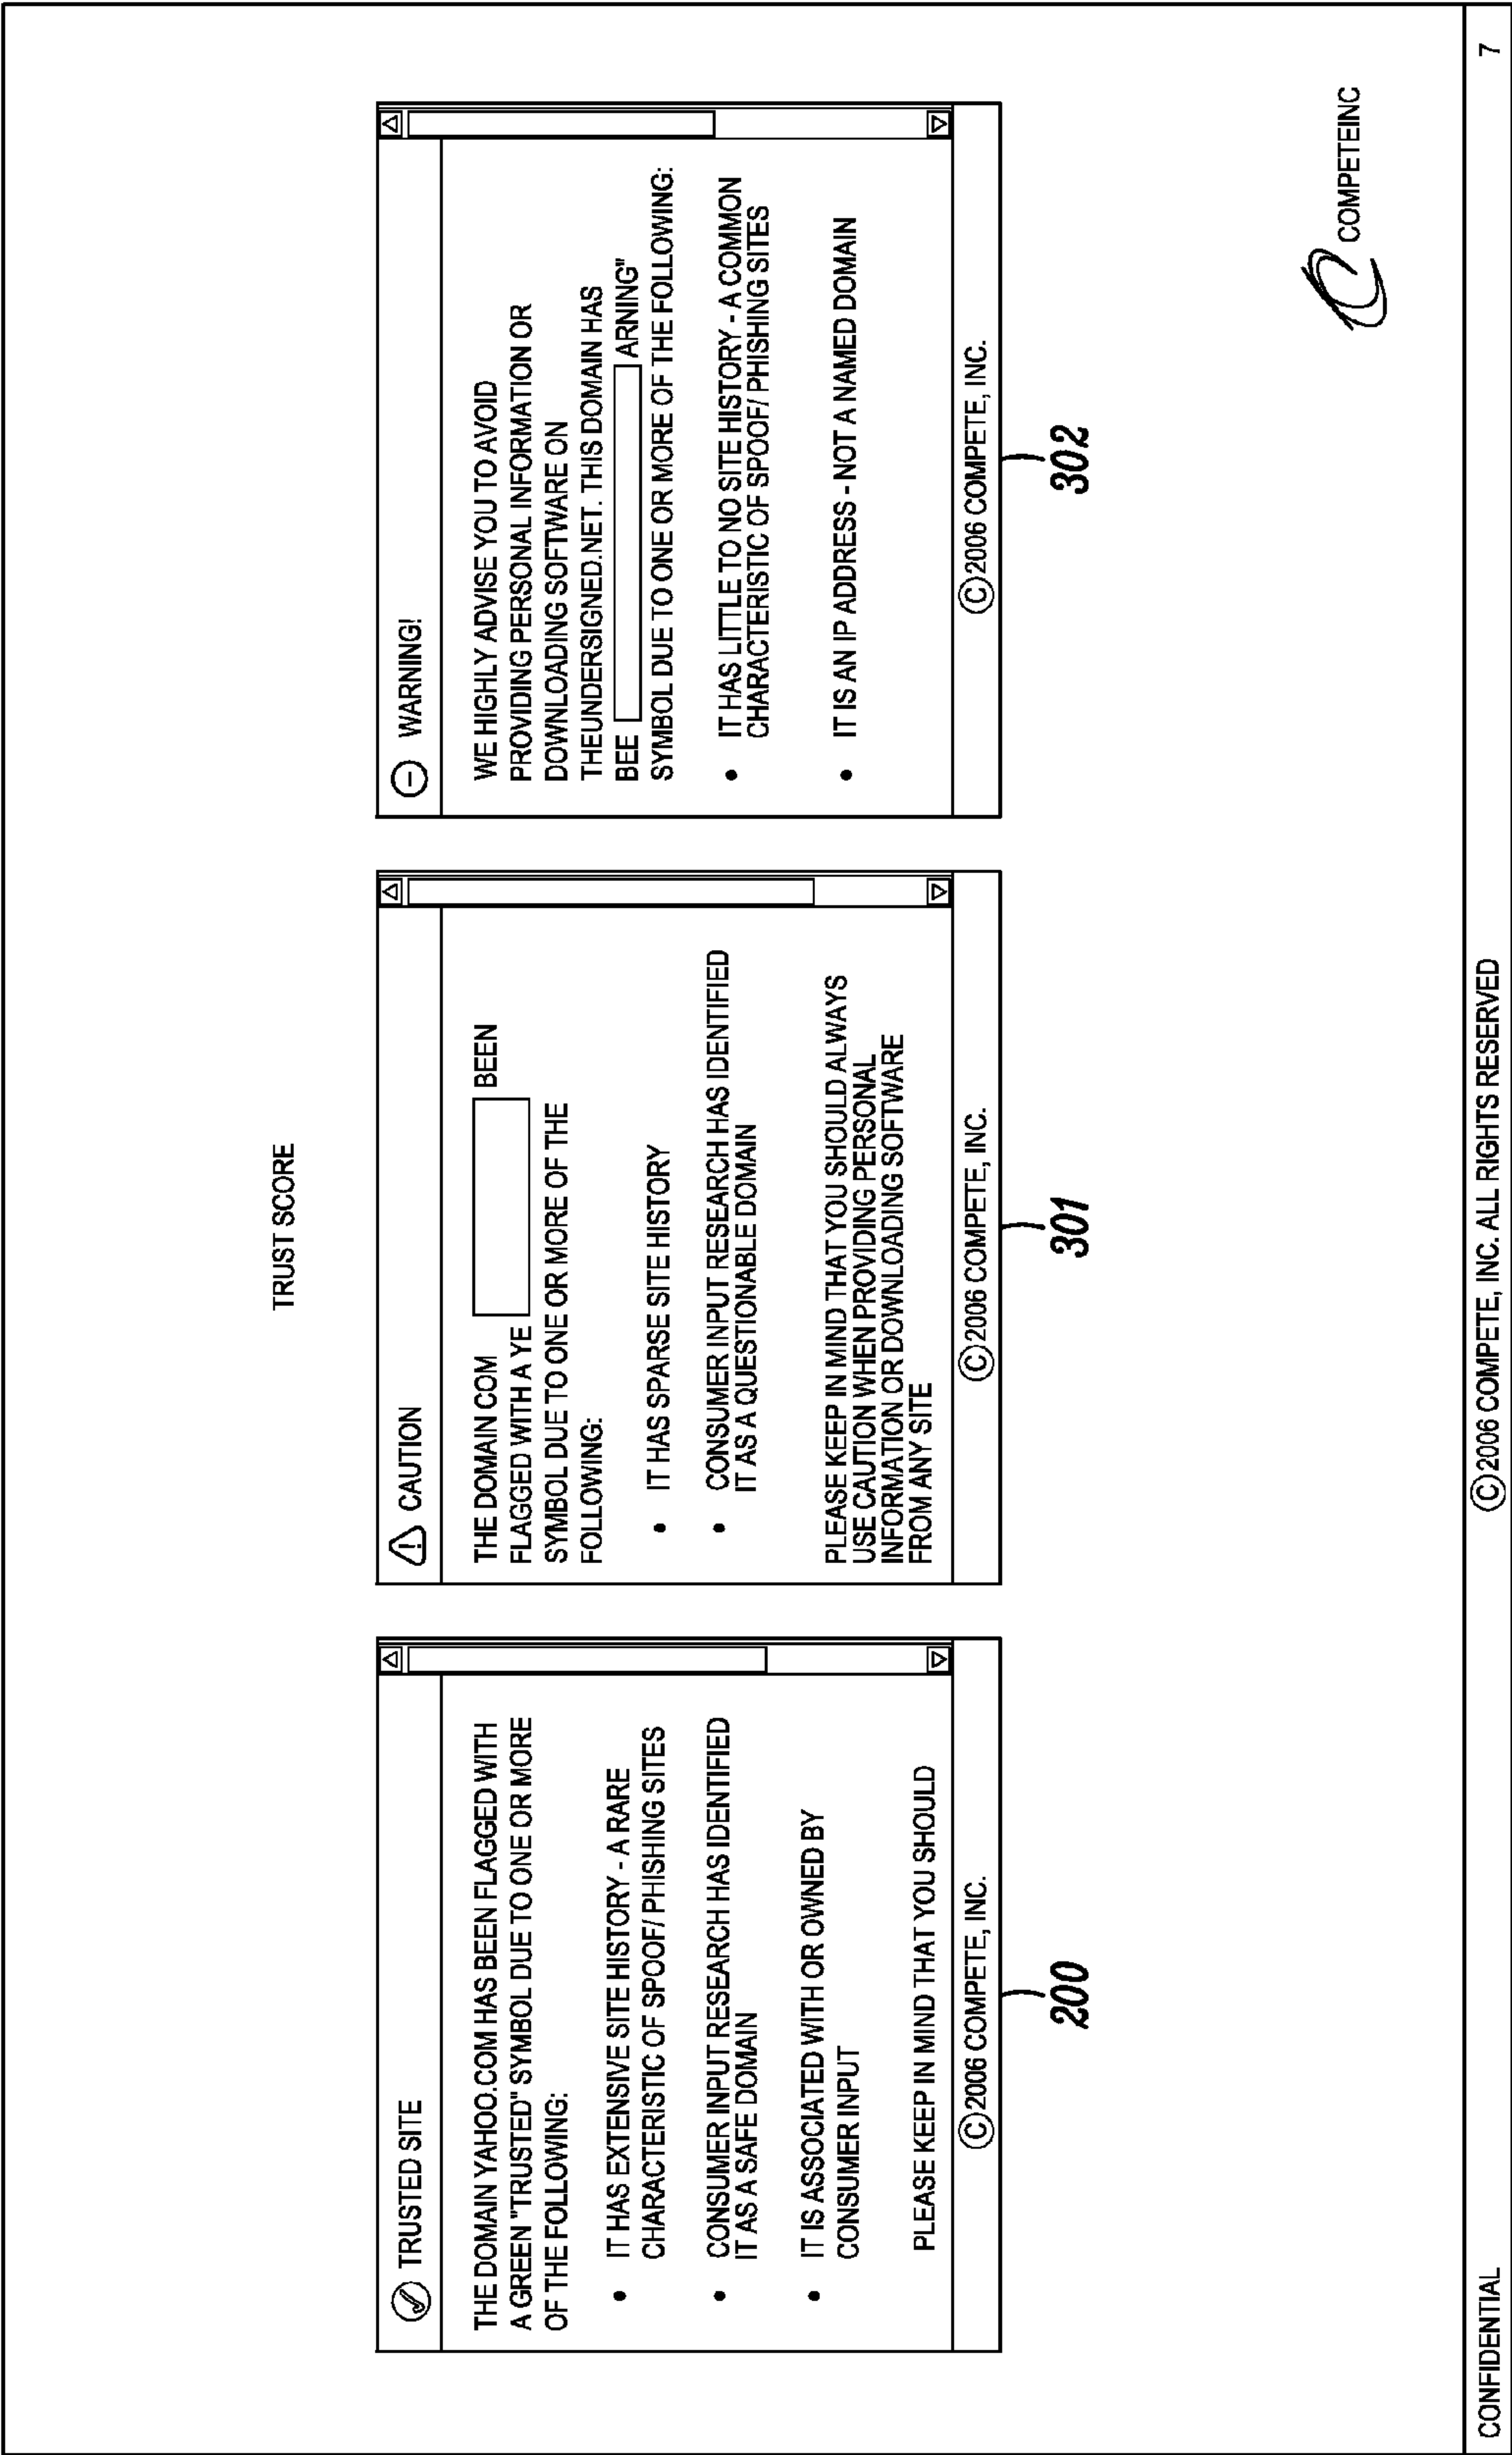 TRUST SCORE
TRUSTED SITE
THE DOMAIN YAHOO.COM HAS BEEN FLAGGED WITH
A GREEN "TRUSTED" SYMBOL DUE TO ONE OR MORE
OF THE FOLLOWING:
• IT HAS EXTENSIVE SITE HISTORY - A RARE
CHARACTERISTIC OF SPOOF/ PHISHING SITES
• CONSUMER INPUT RESEARCH HAS IDENTIFIED
IT AS A SAFE DOMAIN
• IT IS ASSOCIATED WITH OR OWNED BY
CONSUMER INPUT
PLEASE KEEP IN MIND THAT YOU SHOULD
©2006 COMPETE, INC.
200
CAUTION
THE DOMAIN COM BEEN
FLAGGED WITH A YE
SYMBOL DUE TO ONE OR MORE OF THE
FOLLOWING:
• IT HAS SPARSE SITE HISTORY
• CONSUMER INPUT RESEARCH HAS IDENTIFIED
IT AS A QUESTIONABLE DOMAIN
PLEASE KEEP IN MIND THAT YOU SHOULD ALWAYS
USE CAUTION WHEN PROVIDING PERSONAL
INFORMATION OR DOWNLOADING SOFTWARE
FROM ANY SITE
©2006 COMPETE, INC.
301
WARNING!
WE HIGHLY ADVISE YOU TO AVOID
PROVIDING PERSONAL INFORMATION OR
DOWNLOADING SOFTWARE ON
THEUNDERSIGNED.NET. THIS DOMAIN HAS
BEE ARNING"
SYMBOL DUE TO ONE OR MORE OF THE FOLLOWING:
• IT HAS LITTLE TO NO SITE HISTORY - A COMMON
CHARACTERISTIC OF SPOOF/ PHISHING SITES
• IT IS AN IP ADDRESS - NOT A NAMED DOMAIN
©2006 COMPETE, INC.
302
COMPETEINC
CONFIDENTIAL
©2006 COMPETE, INC. ALL RIGHTS RESERVED
7